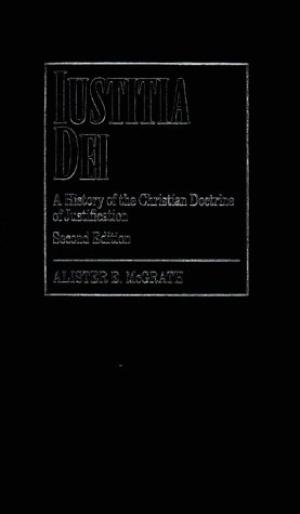 IUSTITIA
DEI
A History of the Christian Doctrine
of Justification
Second Edition
ALISTER E. McGRATH